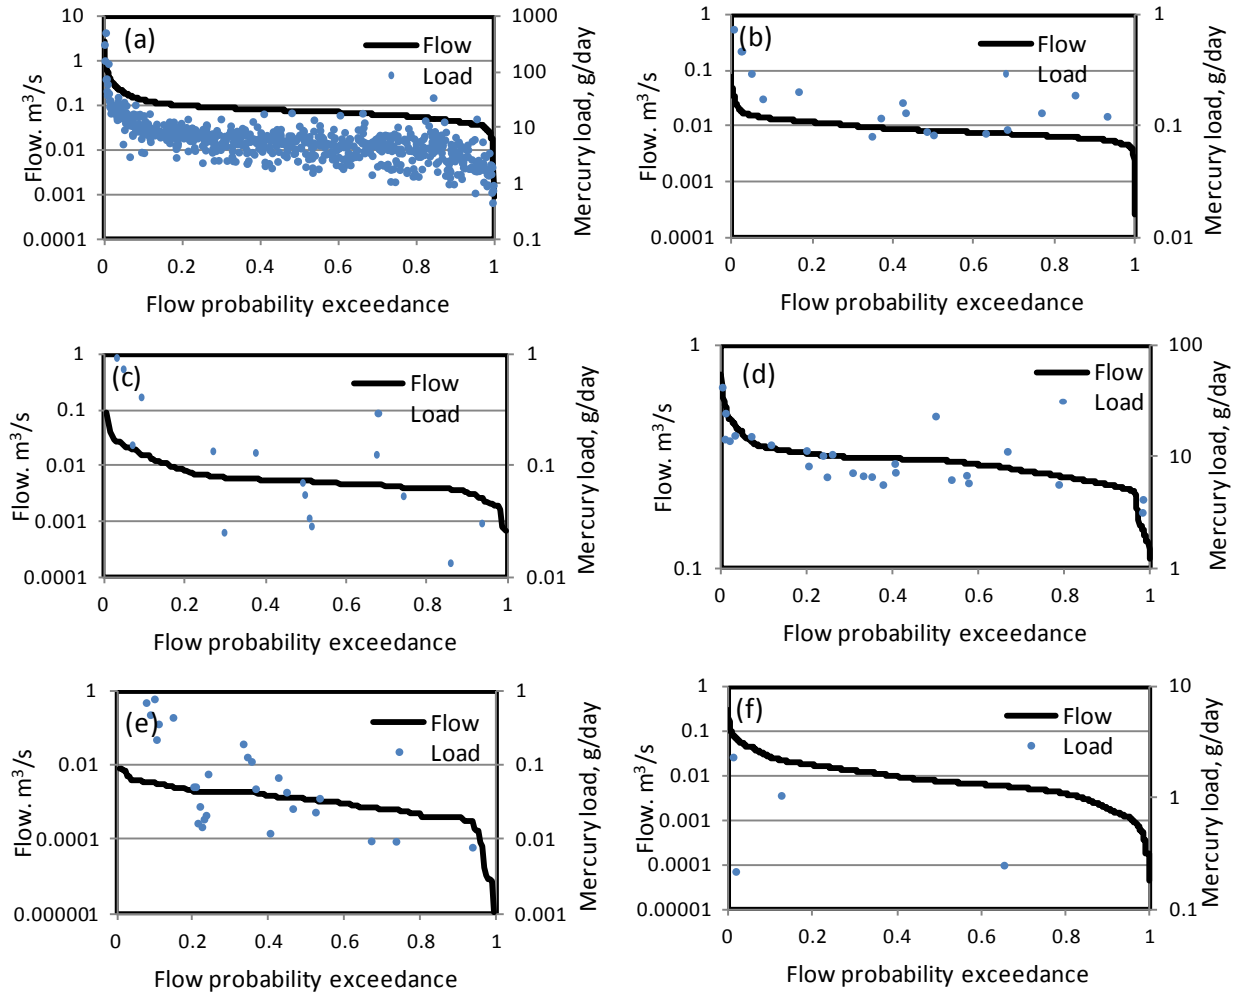 (a)
Flow
Load
10
1
0.1
0.01
0.001
0.0001
1000
100
10
1
0.1
0 0.2 0.4 0.6 0.8 1
Flow. m³/s
Mercury load, g/day
Flow probability exceedance
(b)
Flow
Load
1
0.1
0.01
0.001
0.0001
1
0.1
0.01
0 0.2 0.4 0.6 0.8 1
Flow. m³/s
Mercury load, g/day
Flow probability exceedance
(c)
Flow
Load
1
0.1
0.01
0.001
0.0001
1
0.1
0.01
0 0.2 0.4 0.6 0.8 1
Flow. m³/s
Mercury load, g/day
Flow probability exceedance
(d)
Flow
Load
1
0.1
100
10
1
0 0.2 0.4 0.6 0.8 1
Flow. m³/s
Mercury load, g/day
Flow probability exceedance
(e)
Flow
Load
1
0.01
0.0001
0.000001
1
0.1
0.01
0.001
0 0.2 0.4 0.6 0.8 1
Flow. m³/s
Mercury load, g/day
Flow probability exceedance
(f)
Flow
Load
1
0.1
0.01
0.001
0.0001
0.00001
10
1
0.1
0 0.2 0.4 0.6 0.8 1
Flow. m³/s
Mercury load, g/day
Flow probability exceedance